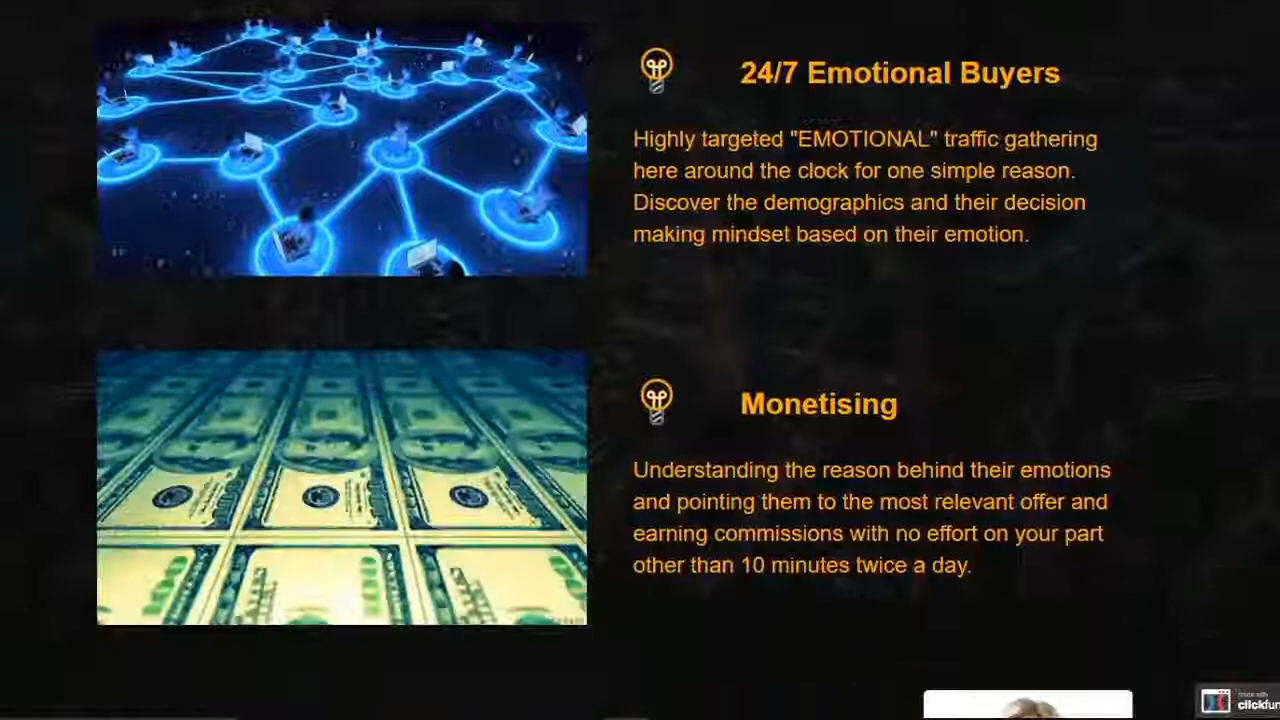 24/7 Emotional Buyers
Highly targeted "EMOTIONAL" traffic gathering
here around the clock for one simple reason.
Discover the demographics and their decision
making mindset based on their emotion.
Monetising
Understanding the reason behind their emotions
and pointing them to the most relevant offer and
earning commissions with no effort on your part
other than 10 minutes twice a day.
clickfun